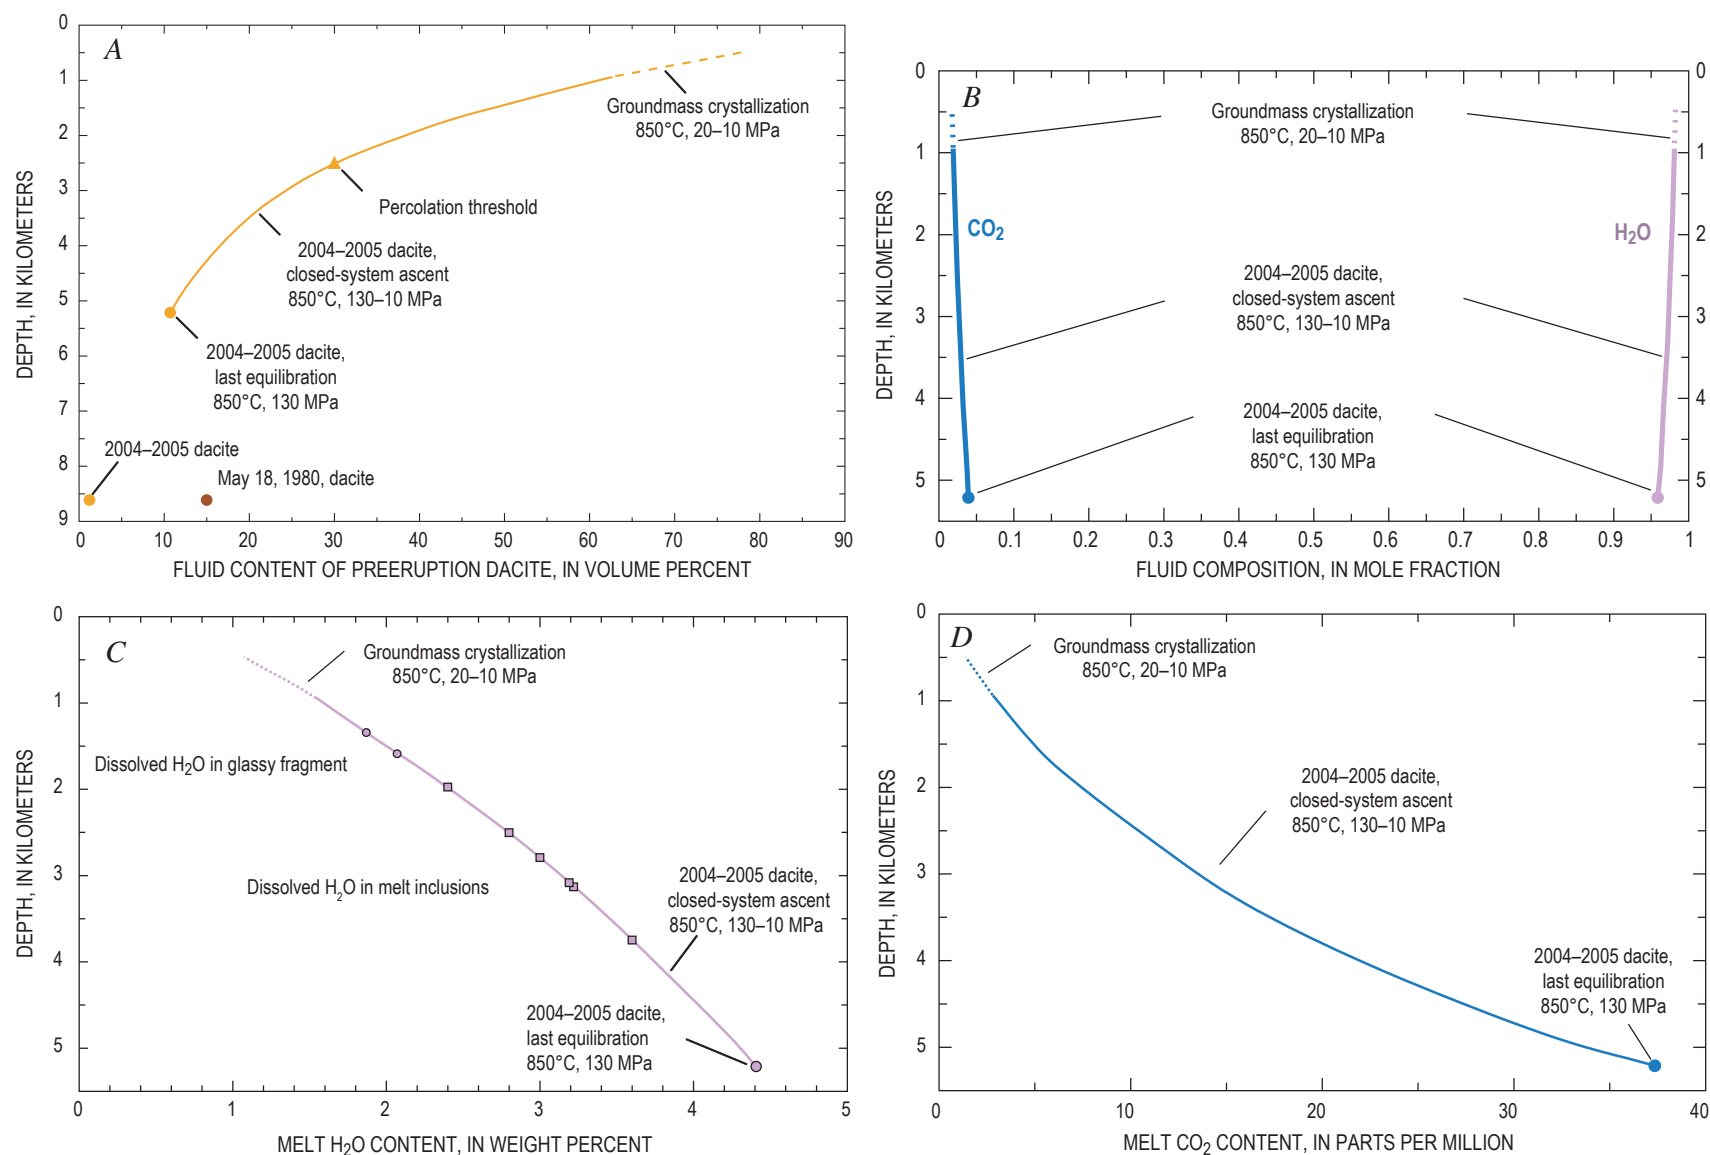 A
0
1
2
3
4
5
6
7
8
9
DEPTH, IN KILOMETERS
Groundmass crystallization
850°C, 20–10 MPa
Percolation threshold
2004–2005 dacite,
closed-system ascent
850°C, 130–10 MPa
2004–2005 dacite,
last equilibration
850°C, 130 MPa
2004–2005 dacite
May 18, 1980, dacite
0 10 20 30 40 50 60 70 80 90
FLUID CONTENT OF PREERUPTION DACITE, IN VOLUME PERCENT
B
0 0
1 1
2 2
3 3
4 4
5 5
DEPTH, IN KILOMETERS
Groundmass crystallization
850°C, 20–10 MPa
CO2
H2O
2004–2005 dacite,
closed-system ascent
850°C, 130–10 MPa
2004–2005 dacite,
last equilibration
850°C, 130 MPa
0 0.1 0.2 0.3 0.4 0.5 0.6 0.7 0.8 0.9 1
FLUID COMPOSITION, IN MOLE FRACTION
C
0
1
2
3
4
5
DEPTH, IN KILOMETERS
Groundmass crystallization
850°C, 20–10 MPa
Dissolved H2O in glassy fragment
Dissolved H2O in melt inclusions
2004–2005 dacite,
closed-system ascent
850°C, 130–10 MPa
2004–2005 dacite,
last equilibration
850°C, 130 MPa
0 1 2 3 4 5
MELT H2O CONTENT, IN WEIGHT PERCENT
D
0
1
2
3
4
5
DEPTH, IN KILOMETERS
Groundmass crystallization
850°C, 20–10 MPa
2004–2005 dacite,
closed-system ascent
850°C, 130–10 MPa
2004–2005 dacite,
last equilibration
850°C, 130 MPa
0 10 20 30 40
MELT CO2 CONTENT, IN PARTS PER MILLION